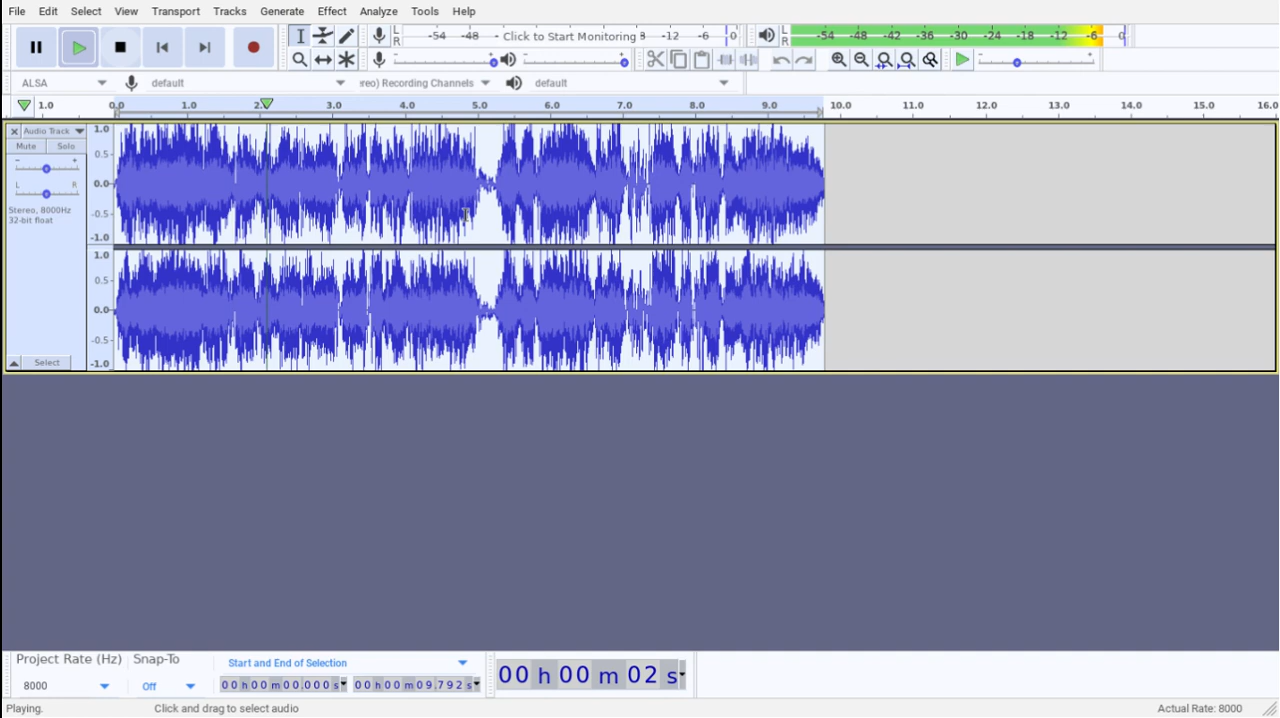 File Edit Select View Transport Tracks Generate Effect Analyze Tools Help
L R -54 -48 - Click to Start Monitoring -12 -6 0 L R -54 -48 -42 -36 -30 -24 -18 -12 -6 0
ALSA default Recording Channels default
1.0 0.0 1.0 3.0 4.0 5.0 6.0 7.0 8.0 9.0 10.0 11.0 12.0 13.0 14.0 15.0 16.0
Audio Track 1.0
Mute Solo 0.5
- +
L R 0.0-
Stereo, 8000Hz -0.5
32-bit float
-1.0
1.0
0.5
0.0-
-0.5
Select -1.0
Project Rate (Hz) Snap-To Start and End of Selection
8000 Off 00h00m00.000s 00h00m09.792s 00 h 00 m 02 s
Playing. Click and drag to select audio Actual Rate: 8000